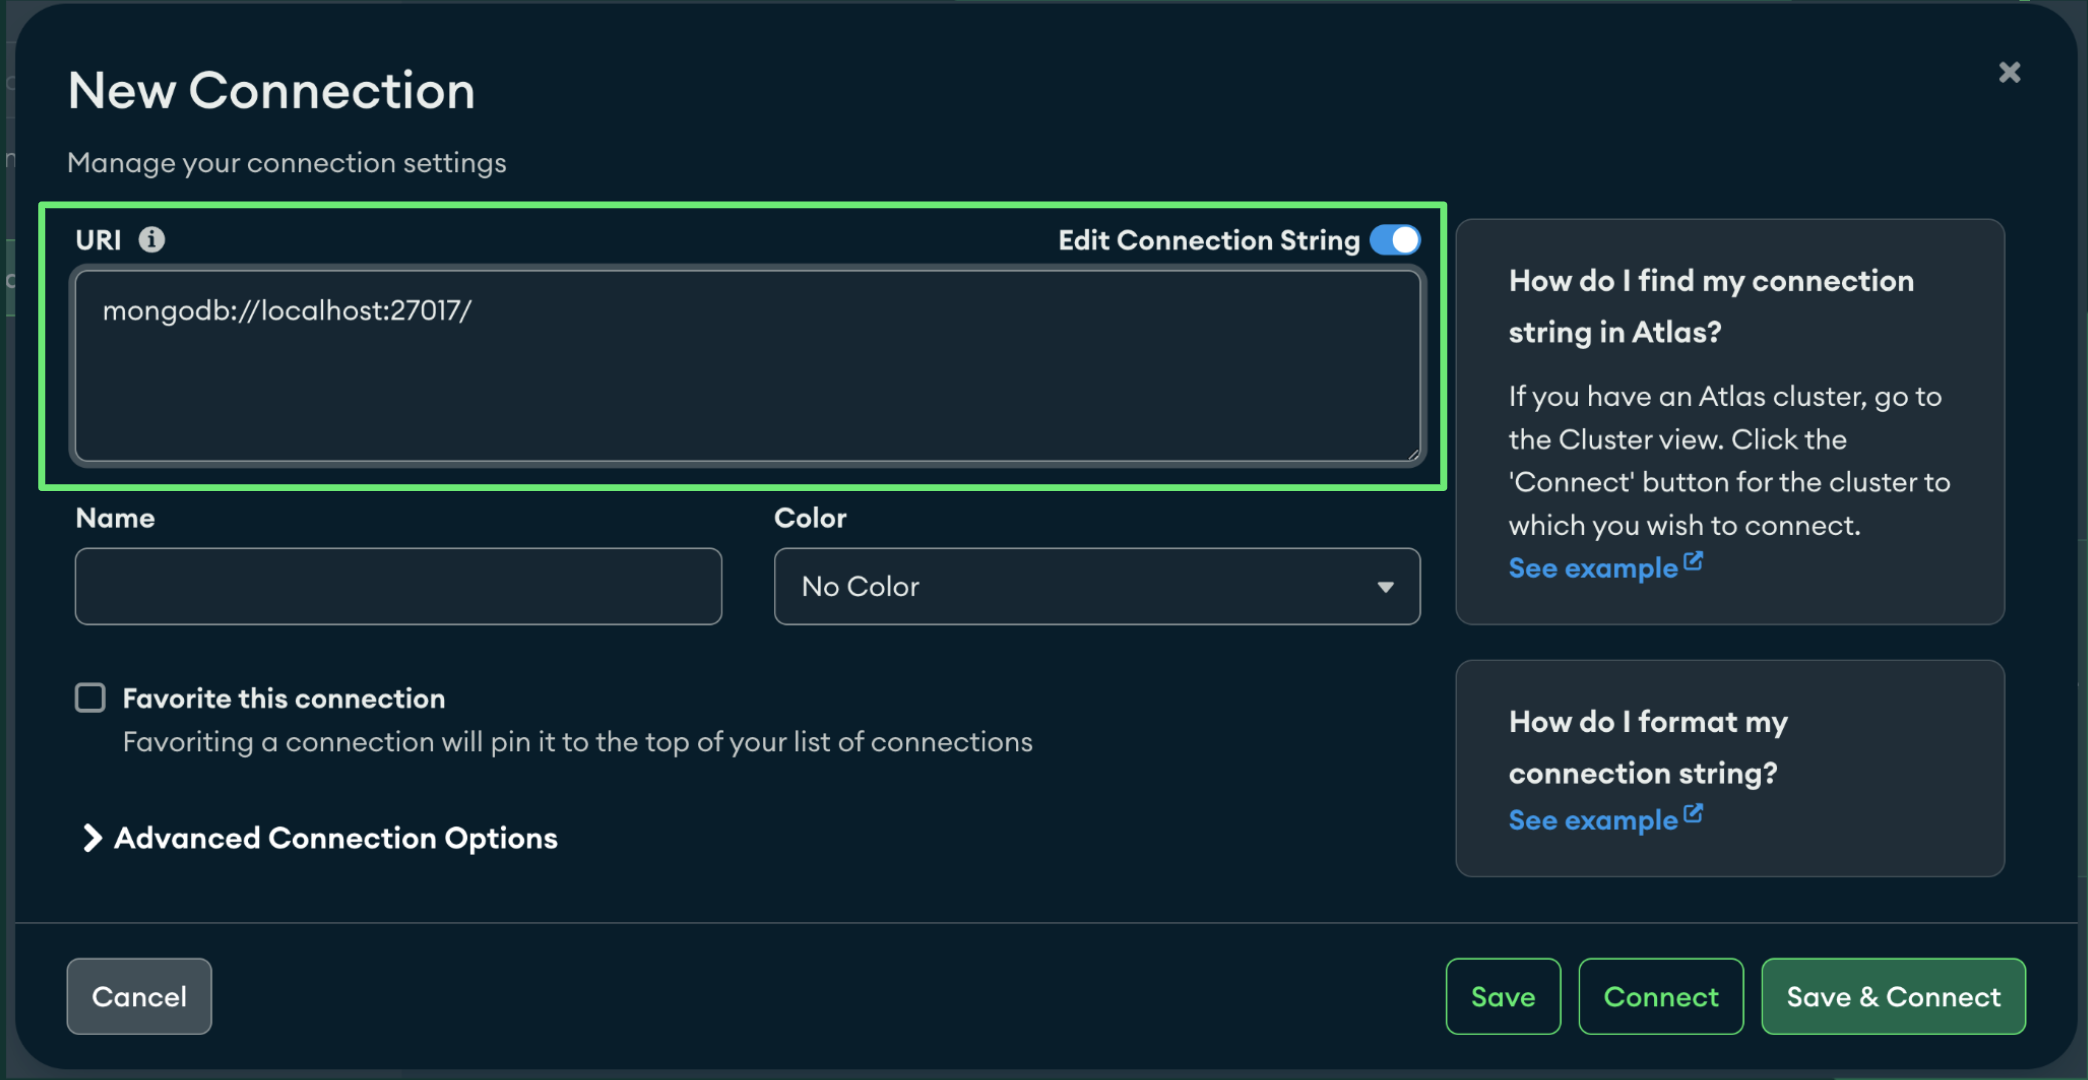 New Connection
Manage your connection settings
URI
Edit Connection String
mongodb://localhost:27017/
Name
Color
No Color
Favorite this connection
Favoriting a connection will pin it to the top of your list of connections
Advanced Connection Options
How do I find my connection
string in Atlas?
If you have an Atlas cluster, go to
the Cluster view. Click the
'Connect' button for the cluster to
which you wish to connect.
See example
How do I format my
connection string?
See example
Cancel
Save
Connect
Save & Connect